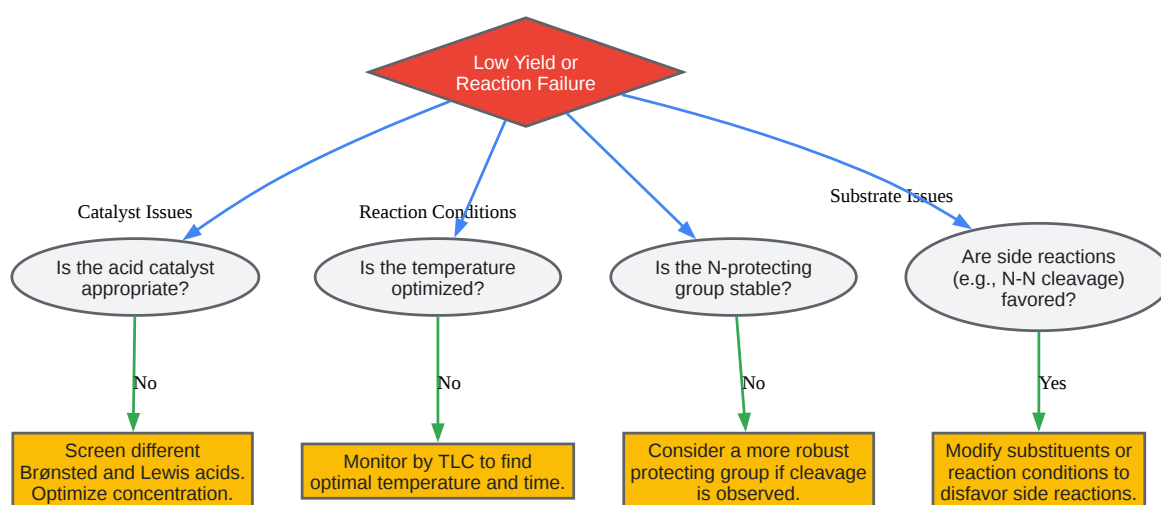 Low Yield or
Reaction Failure
Catalyst Issues
Reaction Conditions
Substrate Issues
Is the acid catalyst
appropriate?
Is the temperature
optimized?
Is the N-protecting
group stable?
Are side reactions
(e.g., N-N cleavage)
favored?
No
No
No
Yes
Screen different
Brønsted and Lewis acids.
Optimize concentration.
Monitor by TLC to find
optimal temperature and time.
Consider a more robust
protecting group if cleavage
is observed.
Modify substituents or
reaction conditions to
disfavor side reactions.